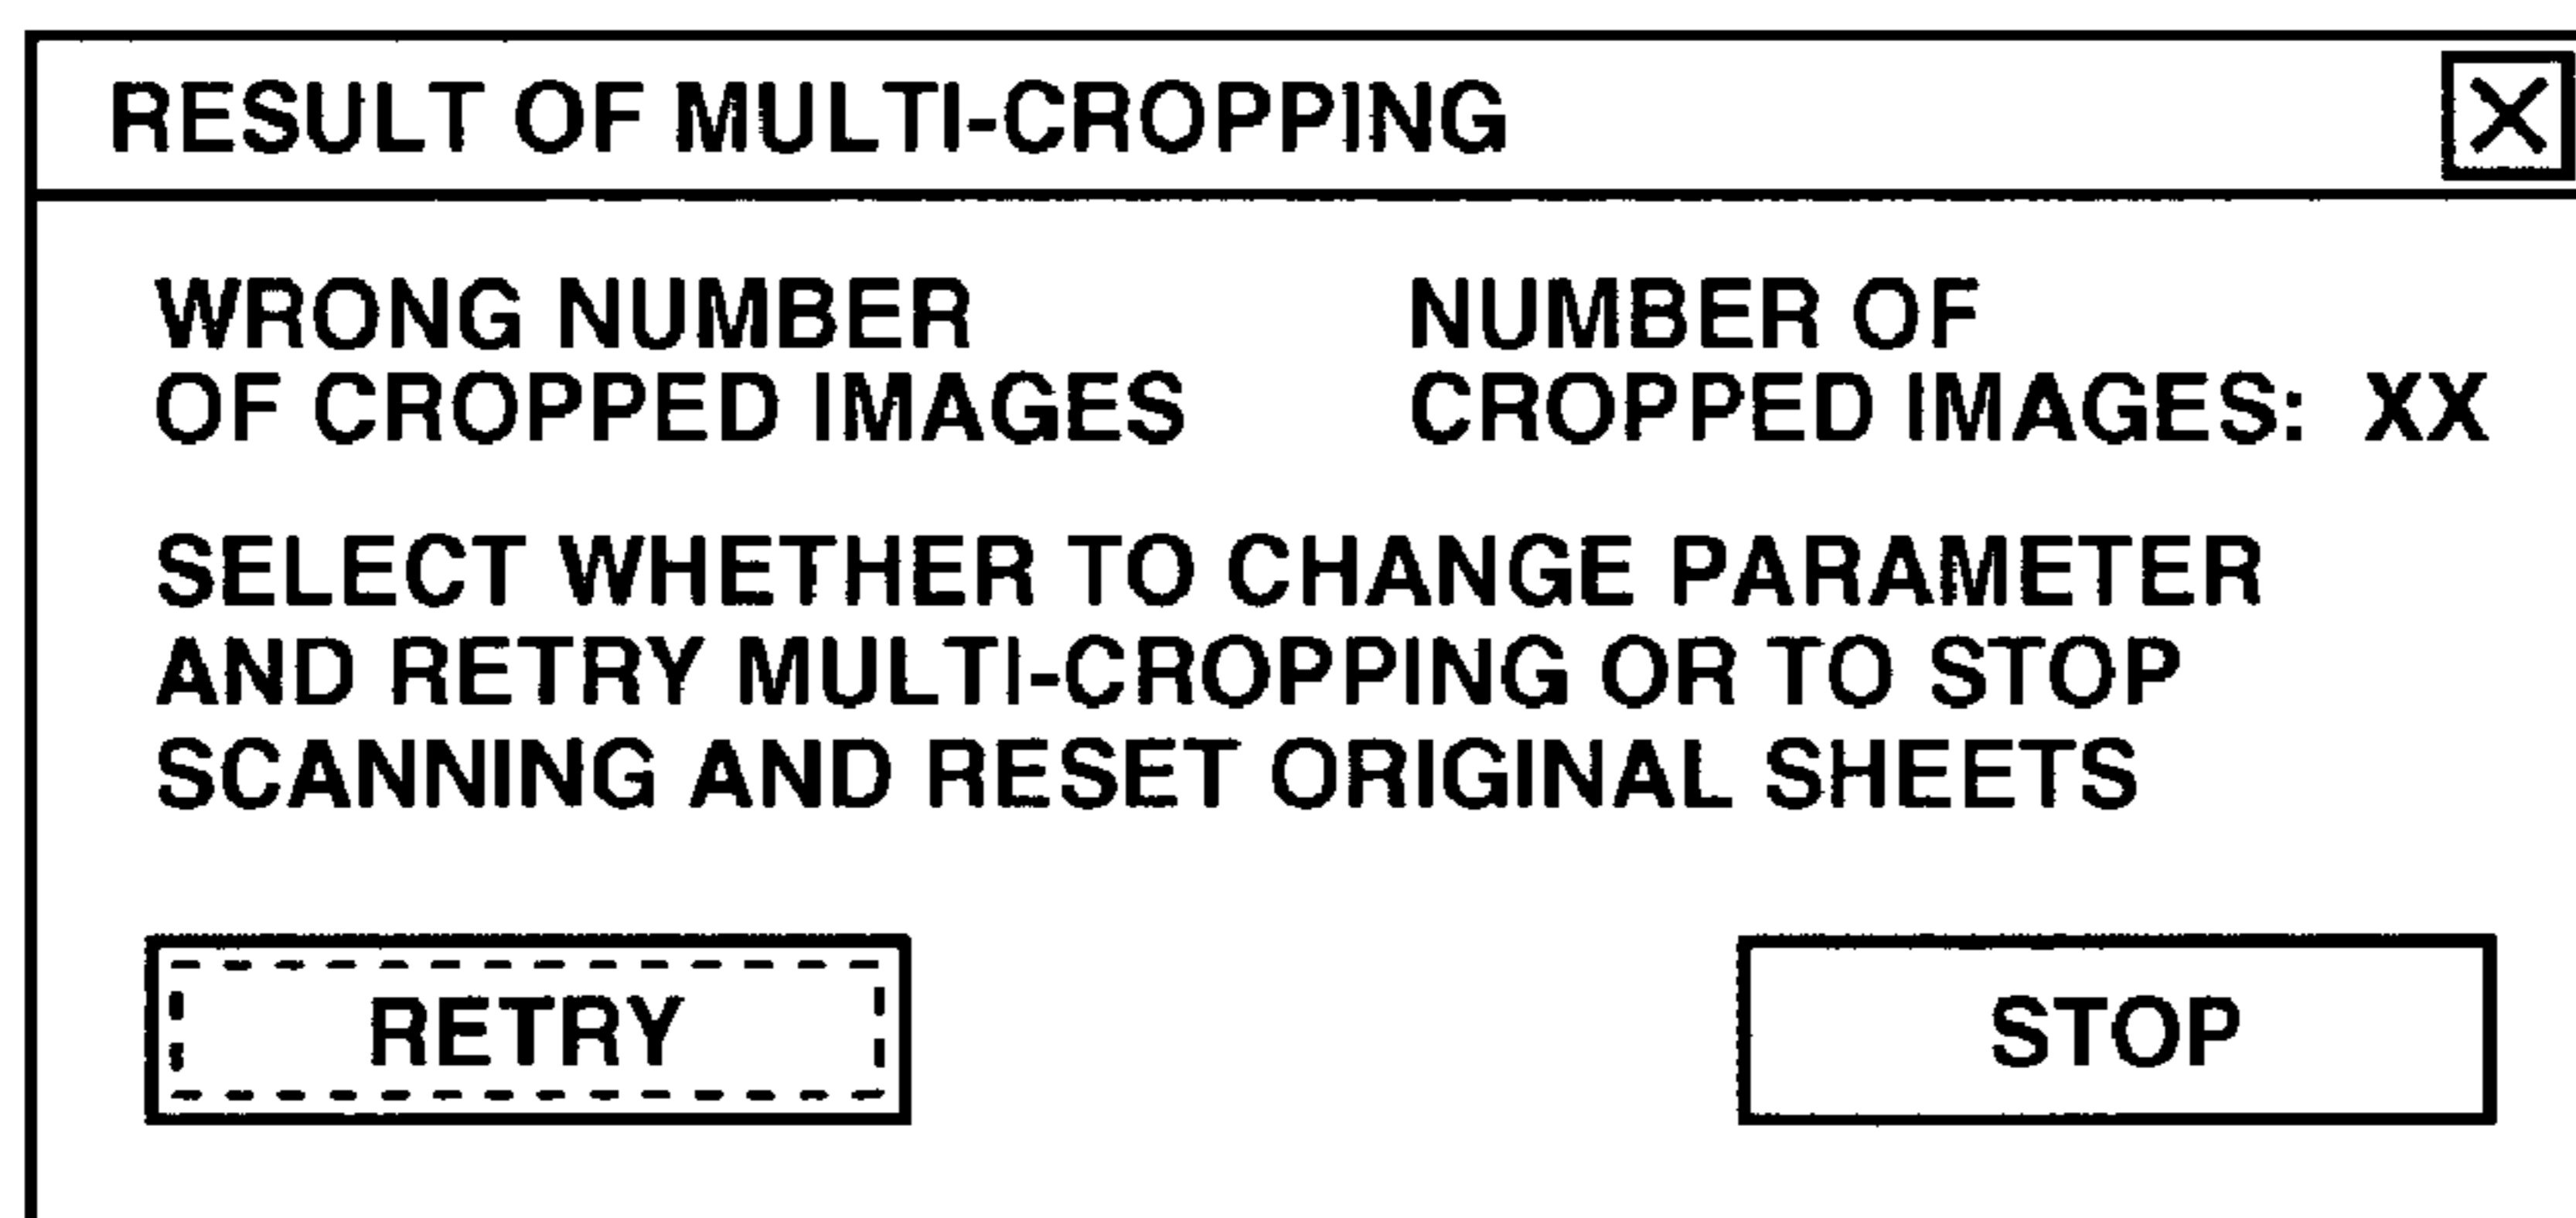 RESULT OF MULTI-CROPPING
WRONG NUMBER
OF CROPPED IMAGES
NUMBER OF
CROPPED IMAGES: XX
SELECT WHETHER TO CHANGE PARAMETER
AND RETRY MULTI-CROPPING OR TO STOP
SCANNING AND RESET ORIGINAL SHEETS
RETRY
STOP